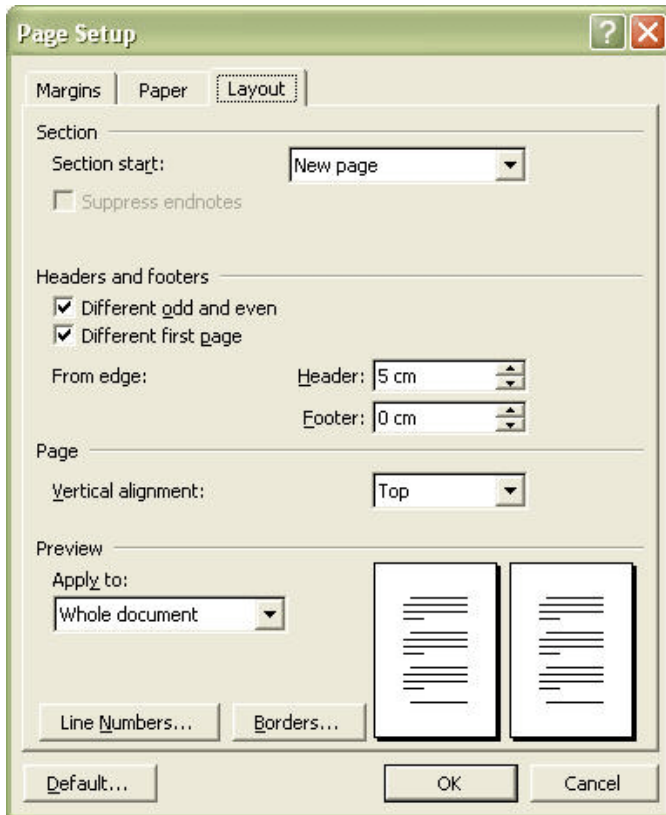 Page Setup
Margins Paper Layout
Section
Section start: New page
Suppress endnotes
Headers and footers
Different odd and even
Different first page
From edge: Header: 5 cm
Footer: 0 cm
Page
Vertical alignment: Top
Preview
Apply to:
Whole document
Line Numbers... Borders...
Default... OK Cancel